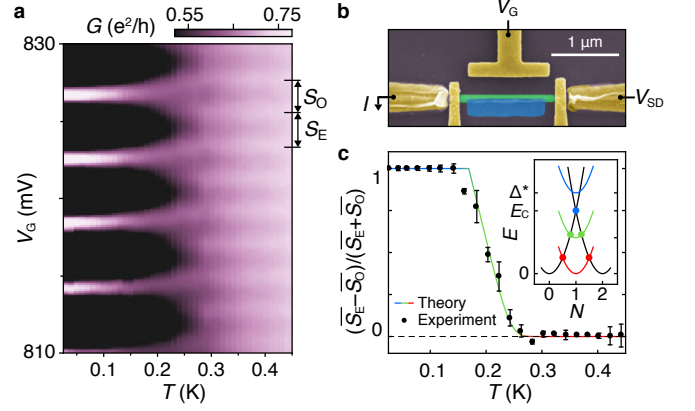 a
G (e²/h)
0.55
0.75
830
V_G (mV)
810
S_O
S_E
0.1
0.2
0.3
0.4
T (K)
b
V_G
1 μm
I
V_SD
c
1
(S̅_E−S̅_O)/(S̅_E+S̅_O)
0
Theory
Experiment
Δ*
E_C
E
0
0
1
2
N
0.1
0.2
0.3
0.4
T (K)